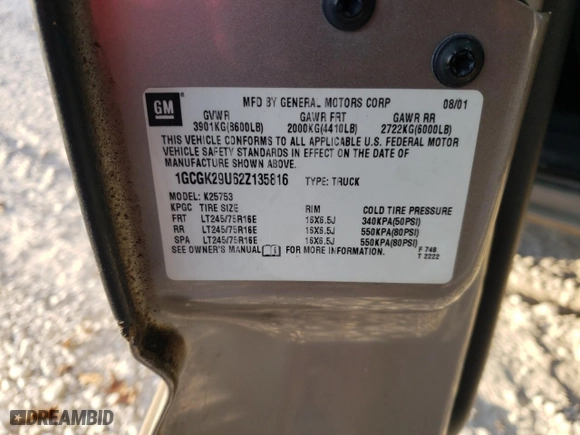 GM
MFD BY GENERAL MOTORS CORP 08/01
GVWR GAWR FRT GAWR RR
3901KG(8600LB) 2000KG(4410LB) 2722KG(6000LB)
THIS VEHICLE CONFORMS TO ALL APPLICABLE U.S. FEDERAL MOTOR
VEHICLE SAFETY STANDARDS IN EFFECT ON THE DATE OF
MANUFACTURE SHOWN ABOVE.
1GCGK29U62Z135816 TYPE: TRUCK
MODEL: K25753
KPGC TIRE SIZE RIM COLD TIRE PRESSURE
FRT LT245/75R16E 16X6.5J 340KPA(50PSI)
RR LT245/75R16E 16X6.5J 550KPA(80PSI)
SPA LT245/75R16E 16X6.5J 550KPA(80PSI)
SEE OWNER'S MANUAL FOR MORE INFORMATION.
F 748
T 2222
DREAMBID